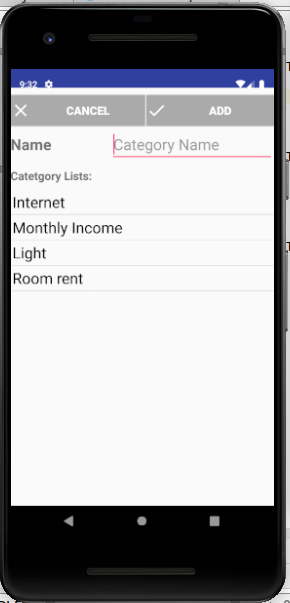 9:32
CANCEL ADD
Name Category Name
Catetgory Lists:
Internet
Monthly Income
Light
Room rent